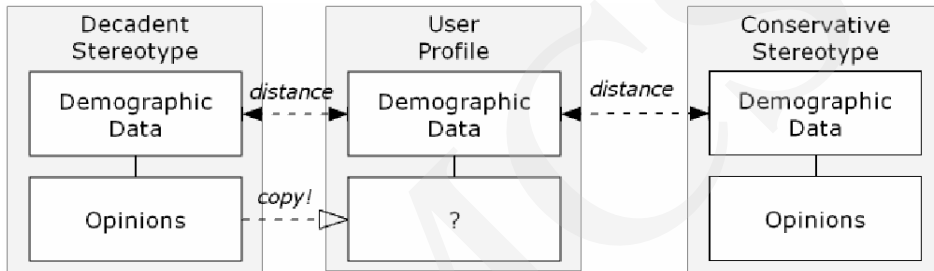 Decadent
Stereotype
User
Profile
Conservative
Stereotype
Demographic
Data
distance
Demographic
Data
distance
Demographic
Data
Opinions
copy!
?
Opinions